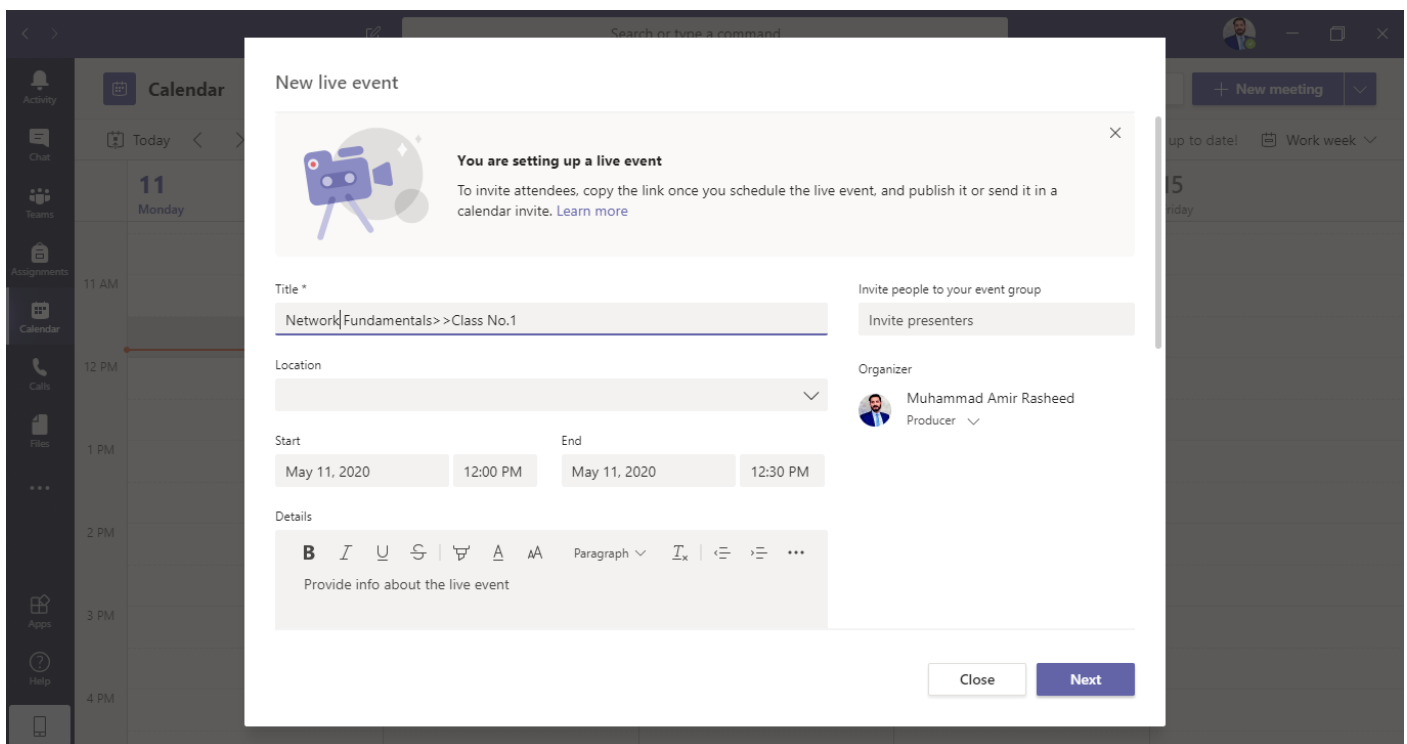 Search or type a command
Activity
Chat
Teams
Assignments
Calendar
Calls
Files
Apps
Help
Calendar
New meeting
Today
up to date!
Work week
11
Monday
15
riday
11 AM
12 PM
1 PM
2 PM
3 PM
4 PM
New live event
You are setting up a live event
To invite attendees, copy the link once you schedule the live event, and publish it or send it in a
calendar invite. Learn more
Title *
Network Fundamentals>>Class No.1
Location
Start
End
May 11, 2020
12:00 PM
May 11, 2020
12:30 PM
Details
B I U S A AA Paragraph Tx
Provide info about the live event
Invite people to your event group
Invite presenters
Organizer
Muhammad Amir Rasheed
Producer
Close
Next